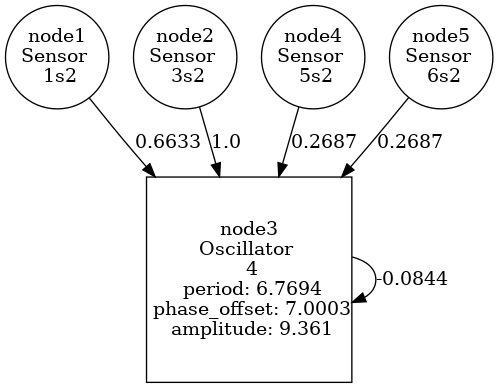 node1
Sensor
1s2
node2
Sensor
3s2
node4
Sensor
5s2
node5
Sensor
6s2
0.6633
1.0
0.2687
0.2687
node3
Oscillator
4
period: 6.7694
phase_offset: 7.0003
amplitude: 9.361
-0.0844